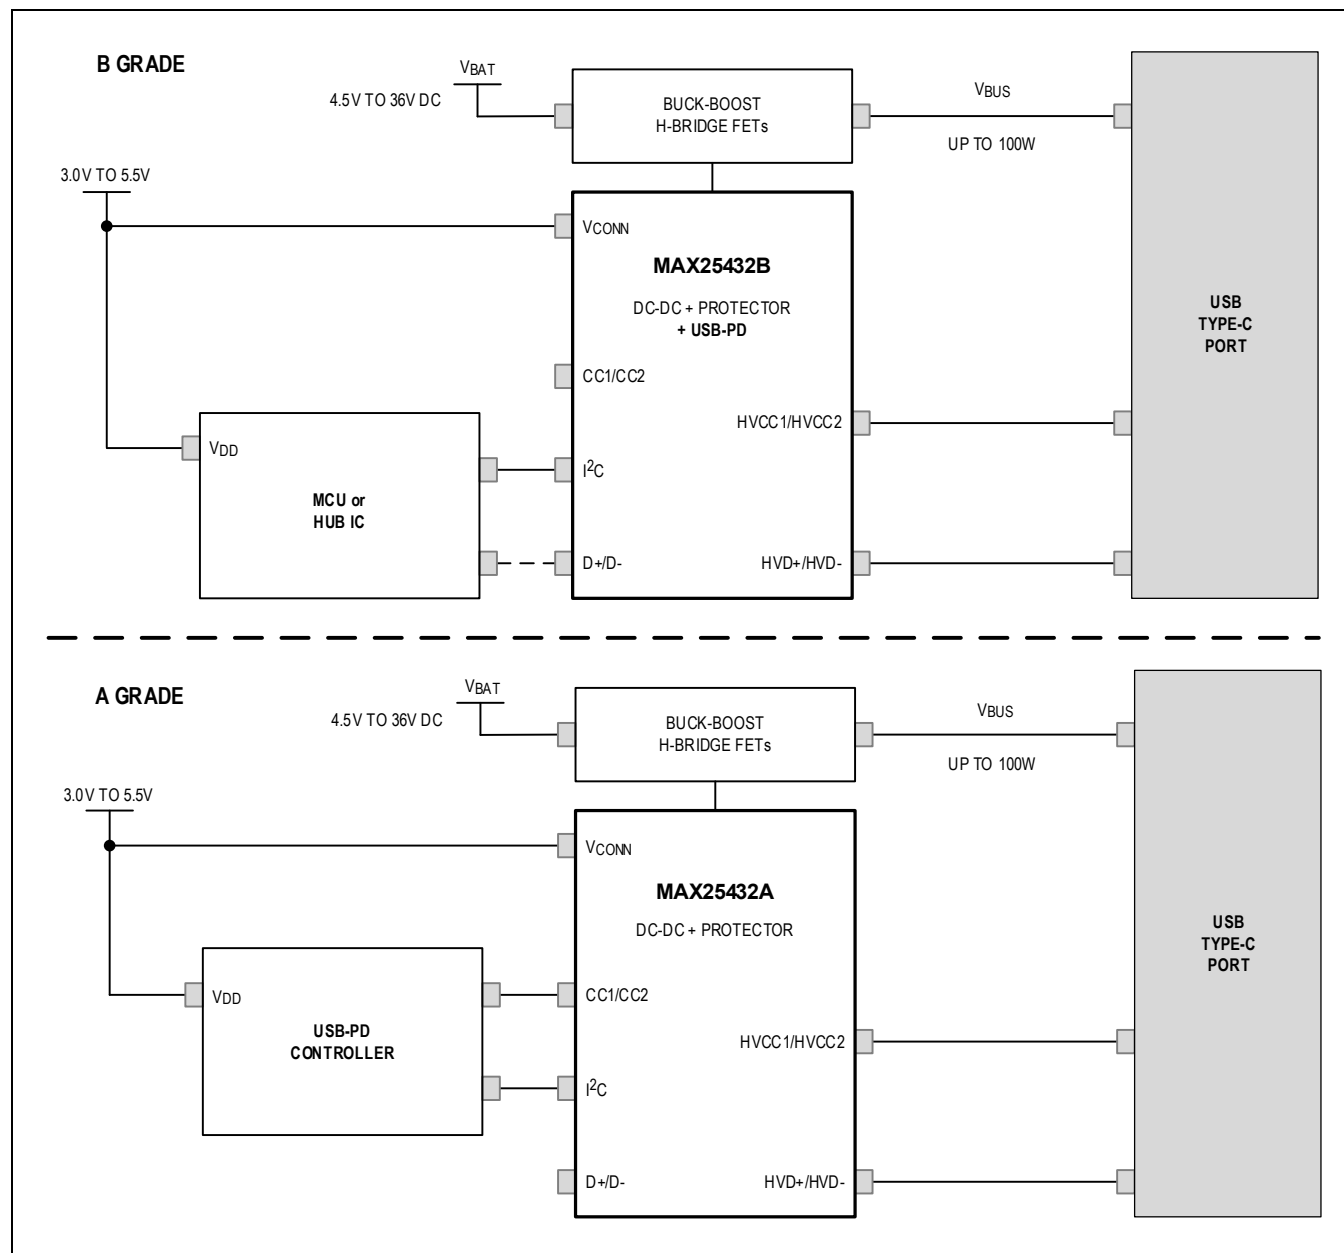 B GRADE
VBAT
4.5V TO 36V DC
BUCK-BOOST
H-BRIDGE FETs
VBUS
UP TO 100W
3.0V TO 5.5V
VCONN
MAX25432B
DC-DC + PROTECTOR
+ USB-PD
USB
TYPE-C
PORT
CC1/CC2
HVCC1/HVCC2
VDD
I2C
MCU or
HUB IC
D+/D-
HVD+/HVD-
A GRADE
VBAT
4.5V TO 36V DC
BUCK-BOOST
H-BRIDGE FETs
VBUS
UP TO 100W
3.0V TO 5.5V
VCONN
MAX25432A
DC-DC + PROTECTOR
USB
TYPE-C
PORT
VDD
CC1/CC2
USB-PD
CONTROLLER
HVCC1/HVCC2
I2C
D+/D-
HVD+/HVD-